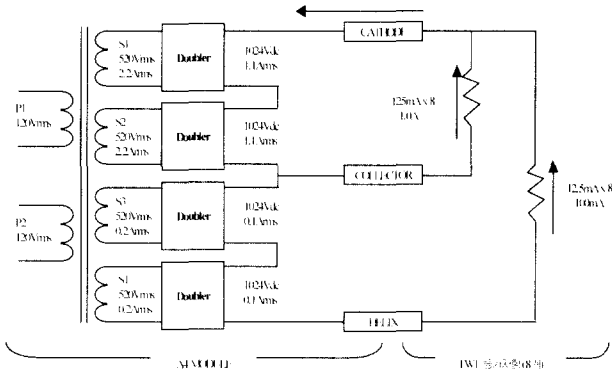 P1
120Vrms
P2
120Vrms
S1
520Vrms
2.2Arms
S2
520Vrms
2.2Arms
S3
520Vrms
0.2Arms
S1
520Vrms
0.2Arms
Doubler
Doubler
Doubler
Doubler
1024Vdc
1.1Arms
1024Vdc
1.1Arms
1024Vdc
0.1Arms
1024Vdc
0.1Arms
CATHODE
COLLECTOR
HELIX
125mA x 8
1.0A
12.5mA x 8
100mA
MODULE